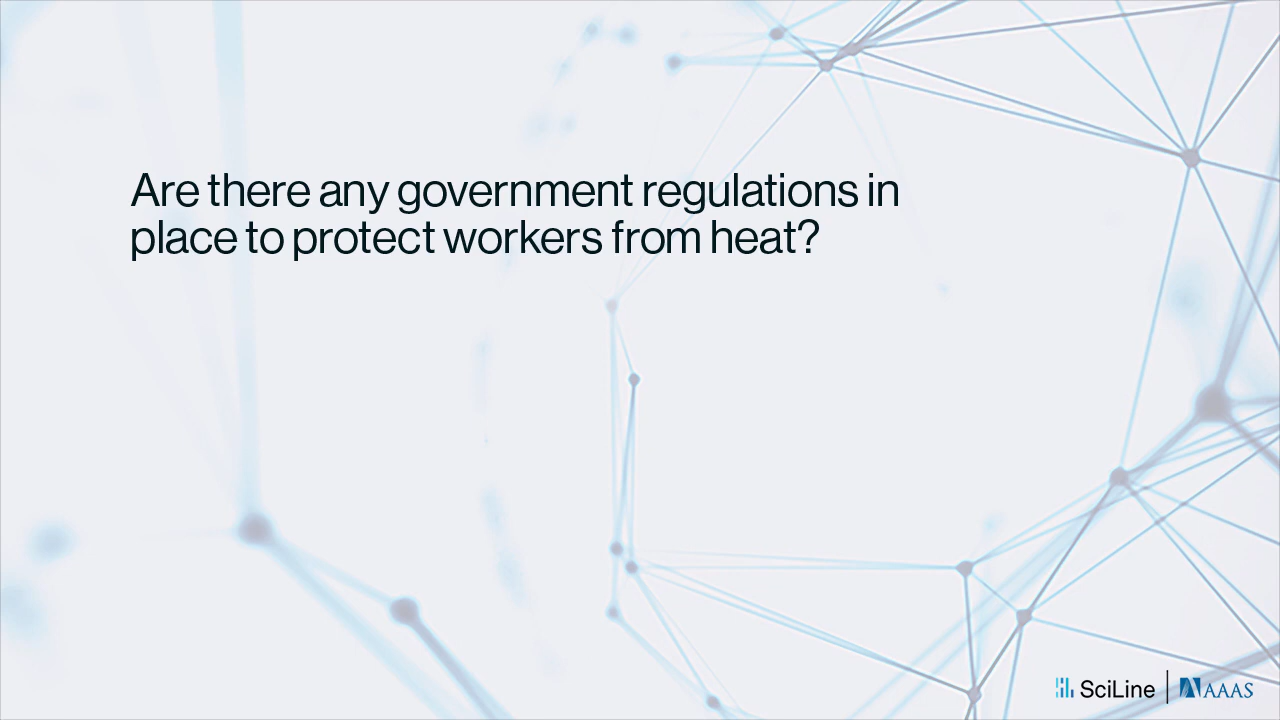 Are there any government regulations in
place to protect workers from heat?
SciLine AAAS